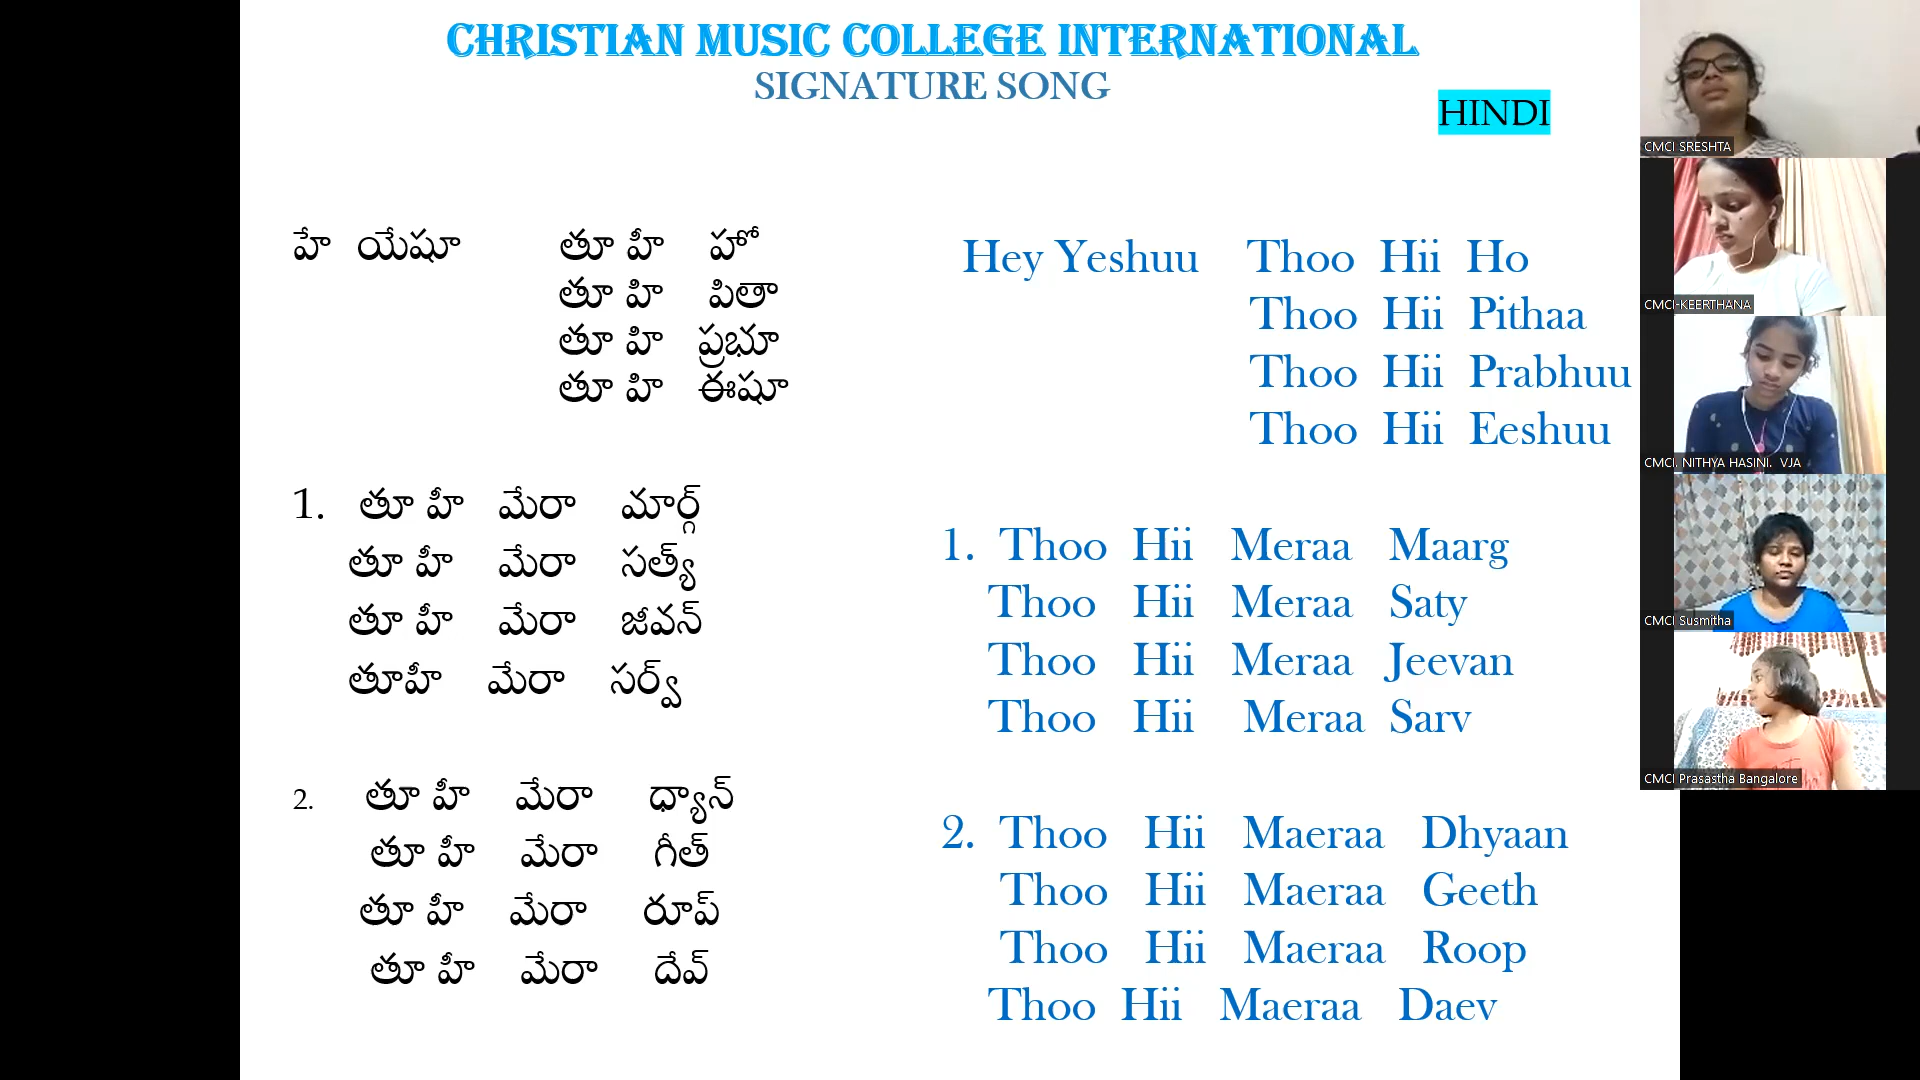 CHRISTIAN MUSIC COLLEGE INTERNATIONAL
SIGNATURE SONG
HINDI
హే యేషూ తూ హీ హో
తూ హి పితా
తూ హి ప్రభూ
తూ హి ఈషూ
1. తూ హీ మేరా మార్గ్
తూ హీ మేరా సత్య్
తూ హీ మేరా జీవన్
తూహీ మేరా సర్వ్
2. తూ హీ మేరా ధ్యాన్
తూ హీ మేరా గీత్
తూ హీ మేరా రూప్
తూ హీ మేరా దేవ్
Hey Yeshuu Thoo Hii Ho
Thoo Hii Pithaa
Thoo Hii Prabhuu
Thoo Hii Eeshuu
1. Thoo Hii Meraa Maarg
Thoo Hii Meraa Saty
Thoo Hii Meraa Jeevan
Thoo Hii Meraa Sarv
2. Thoo Hii Maeraa Dhyaan
Thoo Hii Maeraa Geeth
Thoo Hii Maeraa Roop
Thoo Hii Maeraa Daev
CMCI SRESHTA
CMCI-KEERTHANA
CMCI. NITHYA HASINI. VJA
CMCI Susmitha
CMCI Prasastha Bangalore